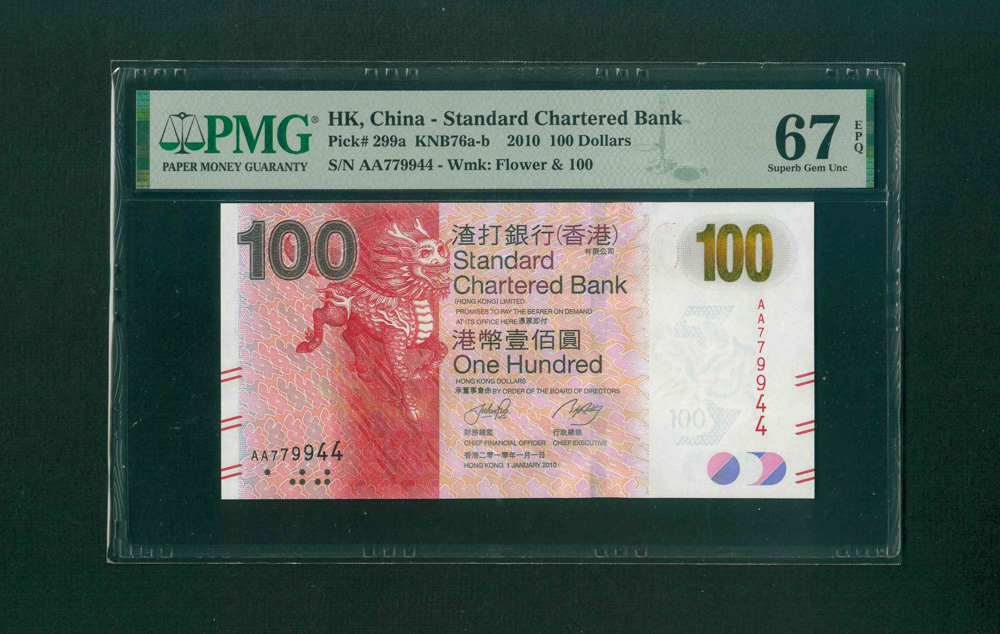 PMG®
PAPER MONEY GUARANTY
HK, China - Standard Chartered Bank
Pick# 299a KNB76a-b 2010 100 Dollars
S/N AA779944 - Wmk: Flower & 100
67 EPQ
Superb Gem Unc
100
渣打銀行(香港)
有限公司
Standard
Chartered Bank
(HONG KONG) LIMITED
PROMISES TO PAY THE BEARER ON DEMAND
AT ITS OFFICE HERE 憑票即付
港幣壹佰圓
One Hundred
HONG KONG DOLLARS
承董事會命 BY ORDER OF THE BOARD OF DIRECTORS
財務總監 行政總裁
CHIEF FINANCIAL OFFICER CHIEF EXECUTIVE
香港二零一零年一月一日
HONG KONG 1 JANUARY 2010
AA779944
100
AA779944
100